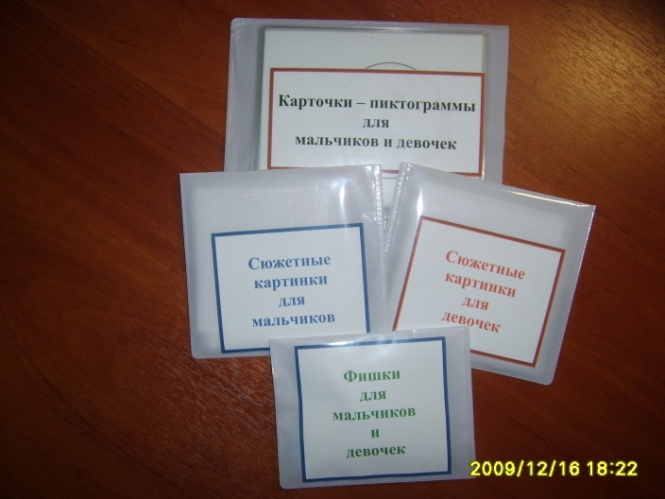 Карточки – пиктограммы
для
мальчиков и девочек
Сюжетные
картинки
для
мальчиков
Сюжетные
картинки
для
девочек
Фишки
для
мальчиков
и
девочек
2009/12/16 18:22